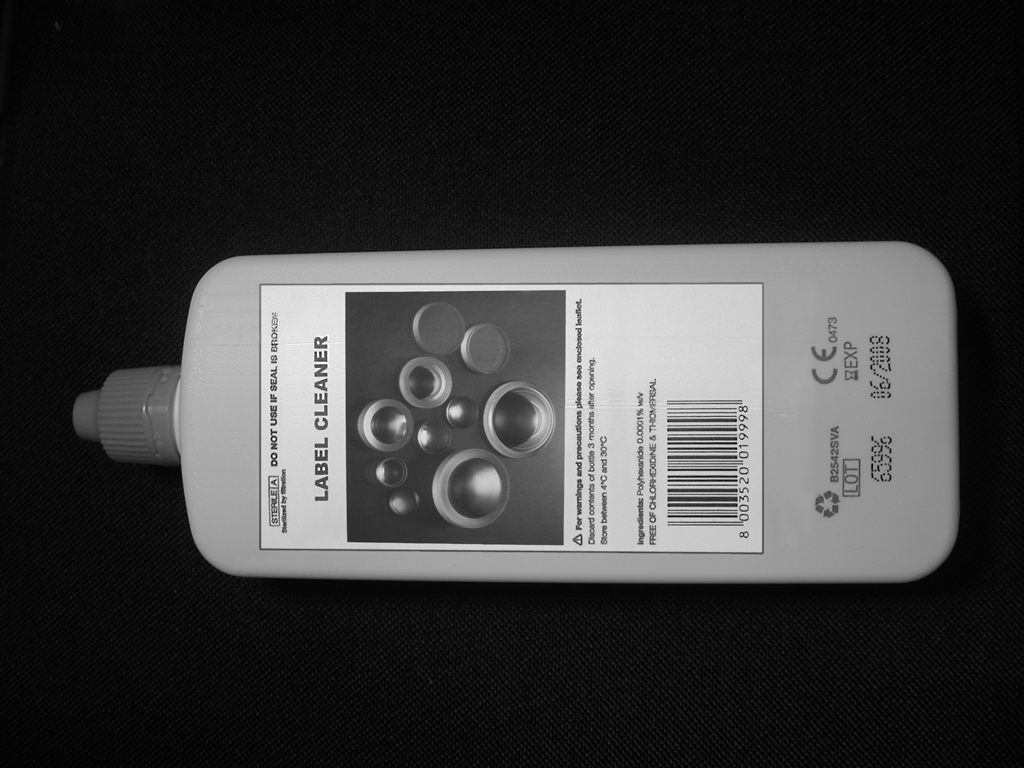 STERILE A DO NOT USE IF SEAL IS BROKEN
Sterilized by filtration
LABEL CLEANER
For warnings and precautions please see enclosed leaflet.
Discard contents of bottle 3 months after opening.
Store between 4°C and 30°C
Ingredients: Polyhexanide 0.0001% w/v
FREE OF CHLORHEXIDINE & THIOMERSAL
8 003520 019998
CE 0473
B2542SVA
LOT EXP
65996 06/2008